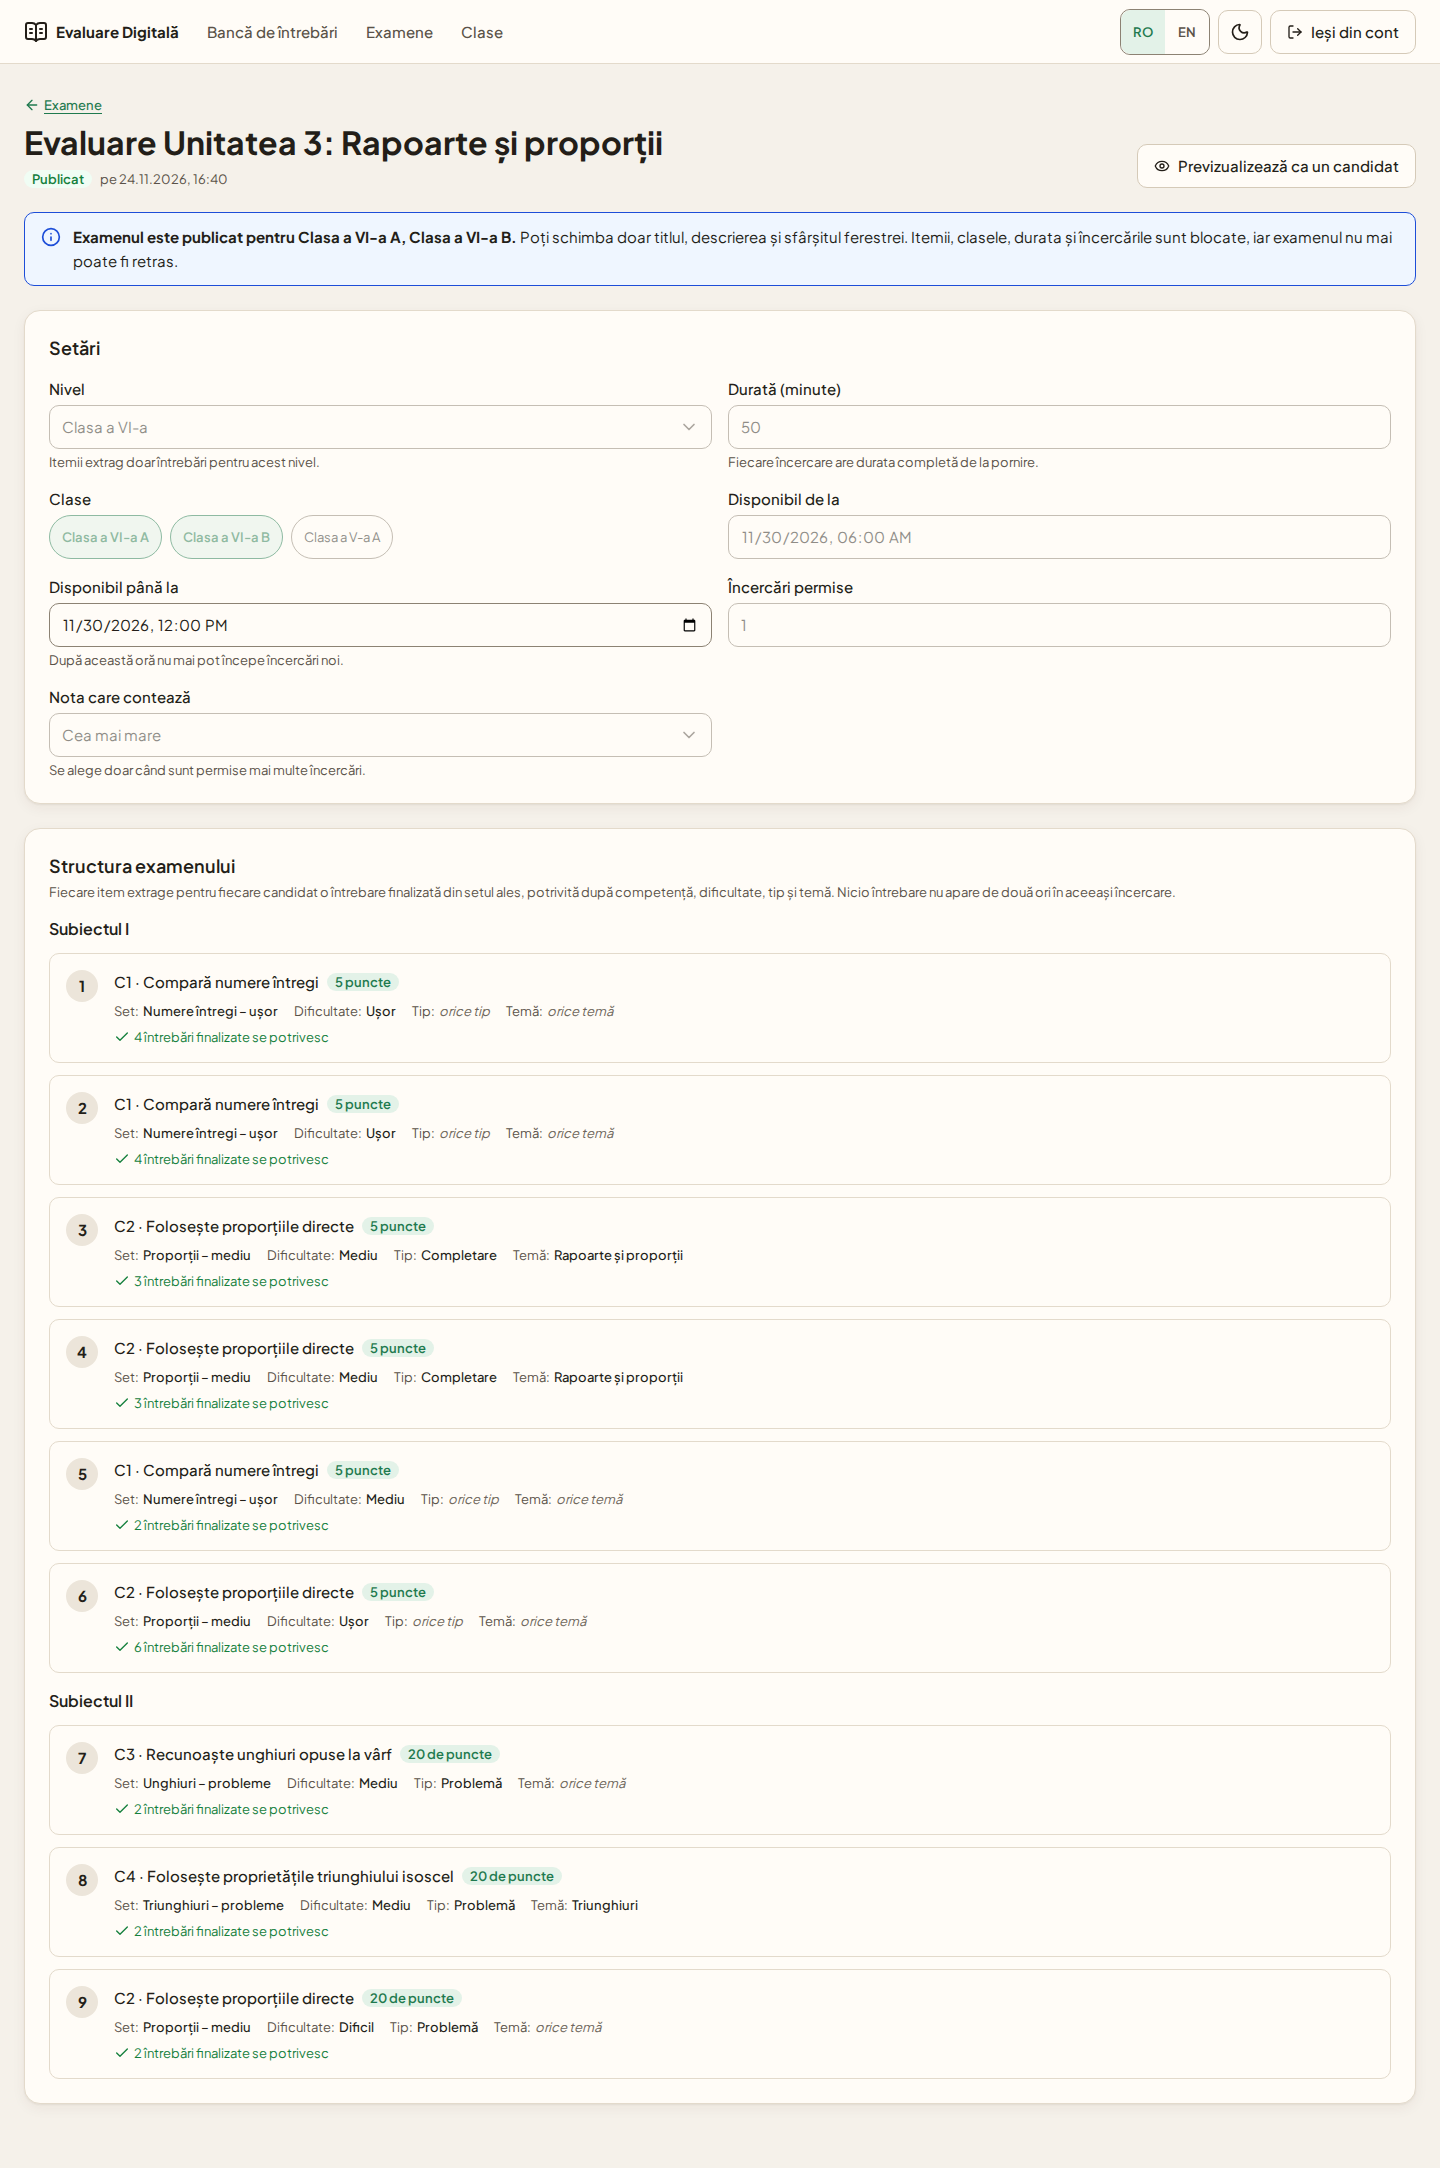 Evaluare Digitală
Bancă de întrebări
Examene
Clase
RO
EN
Ieși din cont
Examene
Evaluare Unitatea 3: Rapoarte și proporții
Publicat pe 24.11.2026, 16:40
Previzualizează ca un candidat
Examenul este publicat pentru Clasa a VI-a A, Clasa a VI-a B. Poți schimba doar titlul, descrierea și sfârșitul ferestrei. Itemii, clasele, durata și încercările sunt blocate, iar examenul nu mai
poate fi retras.
Setări
Nivel
Clasa a VI-a
Itemii extrag doar întrebări pentru acest nivel.
Durată (minute)
50
Fiecare încercare are durata completă de la pornire.
Clase
Clasa a VI-a A
Clasa a VI-a B
Clasa a V-a A
Disponibil de la
11/30/2026, 06:00 AM
Disponibil până la
11/30/2026, 12:00 PM
După această oră nu mai pot începe încercări noi.
Încercări permise
1
Nota care contează
Cea mai mare
Se alege doar când sunt permise mai multe încercări.
Structura examenului
Fiecare item extrage pentru fiecare candidat o întrebare finalizată din setul ales, potrivită după competență, dificultate, tip și temă. Nicio întrebare nu apare de două ori în aceeași încercare.
Subiectul I
1
C1 · Compară numere întregi 5 puncte
Set: Numere întregi – ușor Dificultate: Ușor Tip: orice tip Temă: orice temă
4 întrebări finalizate se potrivesc
2
C1 · Compară numere întregi 5 puncte
Set: Numere întregi – ușor Dificultate: Ușor Tip: orice tip Temă: orice temă
4 întrebări finalizate se potrivesc
3
C2 · Folosește proporțiile directe 5 puncte
Set: Proporții – mediu Dificultate: Mediu Tip: Completare Temă: Rapoarte și proporții
3 întrebări finalizate se potrivesc
4
C2 · Folosește proporțiile directe 5 puncte
Set: Proporții – mediu Dificultate: Mediu Tip: Completare Temă: Rapoarte și proporții
3 întrebări finalizate se potrivesc
5
C1 · Compară numere întregi 5 puncte
Set: Numere întregi – ușor Dificultate: Mediu Tip: orice tip Temă: orice temă
2 întrebări finalizate se potrivesc
6
C2 · Folosește proporțiile directe 5 puncte
Set: Proporții – mediu Dificultate: Ușor Tip: orice tip Temă: orice temă
6 întrebări finalizate se potrivesc
Subiectul II
7
C3 · Recunoaște unghiuri opuse la vârf 20 de puncte
Set: Unghiuri – probleme Dificultate: Mediu Tip: Problemă Temă: orice temă
2 întrebări finalizate se potrivesc
8
C4 · Folosește proprietățile triunghiului isoscel 20 de puncte
Set: Triunghiuri – probleme Dificultate: Mediu Tip: Problemă Temă: Triunghiuri
2 întrebări finalizate se potrivesc
9
C2 · Folosește proporțiile directe 20 de puncte
Set: Proporții – mediu Dificultate: Dificil Tip: Problemă Temă: orice temă
2 întrebări finalizate se potrivesc